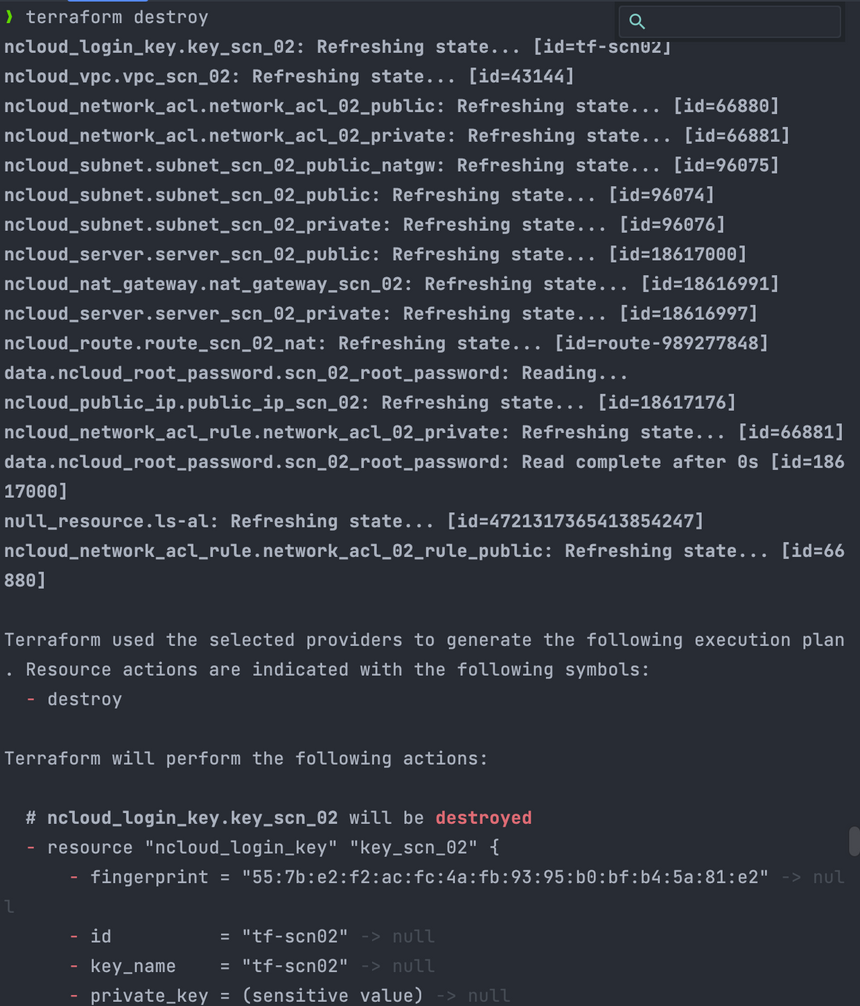 ❯ terraform destroy
ncloud_login_key.key_scn_02: Refreshing state... [id=tf-scn02]
ncloud_vpc.vpc_scn_02: Refreshing state... [id=43144]
ncloud_network_acl.network_acl_02_public: Refreshing state... [id=66880]
ncloud_network_acl.network_acl_02_private: Refreshing state... [id=66881]
ncloud_subnet.subnet_scn_02_public_natgw: Refreshing state... [id=96075]
ncloud_subnet.subnet_scn_02_public: Refreshing state... [id=96074]
ncloud_subnet.subnet_scn_02_private: Refreshing state... [id=96076]
ncloud_server.server_scn_02_public: Refreshing state... [id=18617000]
ncloud_nat_gateway.nat_gateway_scn_02: Refreshing state... [id=18616991]
ncloud_server.server_scn_02_private: Refreshing state... [id=18616997]
ncloud_route.route_scn_02_nat: Refreshing state... [id=route-989277848]
data.ncloud_root_password.scn_02_root_password: Reading...
ncloud_public_ip.public_ip_scn_02: Refreshing state... [id=18617176]
ncloud_network_acl_rule.network_acl_02_private: Refreshing state... [id=66881]
data.ncloud_root_password.scn_02_root_password: Read complete after 0s [id=186
17000]
null_resource.ls-al: Refreshing state... [id=4721317365413854247]
ncloud_network_acl_rule.network_acl_02_rule_public: Refreshing state... [id=66
880]
Terraform used the selected providers to generate the following execution plan
. Resource actions are indicated with the following symbols:
- destroy
Terraform will perform the following actions:
# ncloud_login_key.key_scn_02 will be destroyed
- resource "ncloud_login_key" "key_scn_02" {
- fingerprint = "55:7b:e2:f2:ac:fc:4a:fb:93:95:b0:bf:b4:5a:81:e2" -> nul
l
- id = "tf-scn02" -> null
- key_name = "tf-scn02" -> null
- private_key = (sensitive value) -> null